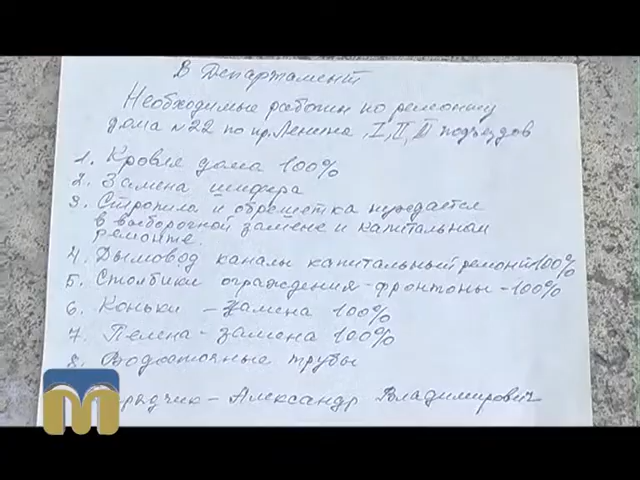 В Департамент
Необходимые работы по ремонту
дома №22 по пр. Ленина, I, II, III подъездов
1. Кровля дома 100%
2. Замена шифера
3. Стропила и обрешетка нуждается
в выборочной замене и капитальном
ремонте.
4. Дымовод каналы капитальный ремонт 100%
5. Столбики ограждения-фронтоны-100%
6. Коньки - замена 100%
7. Пелена - замена 100%
8. Водосточные трубы
- Александр Владимирович
M